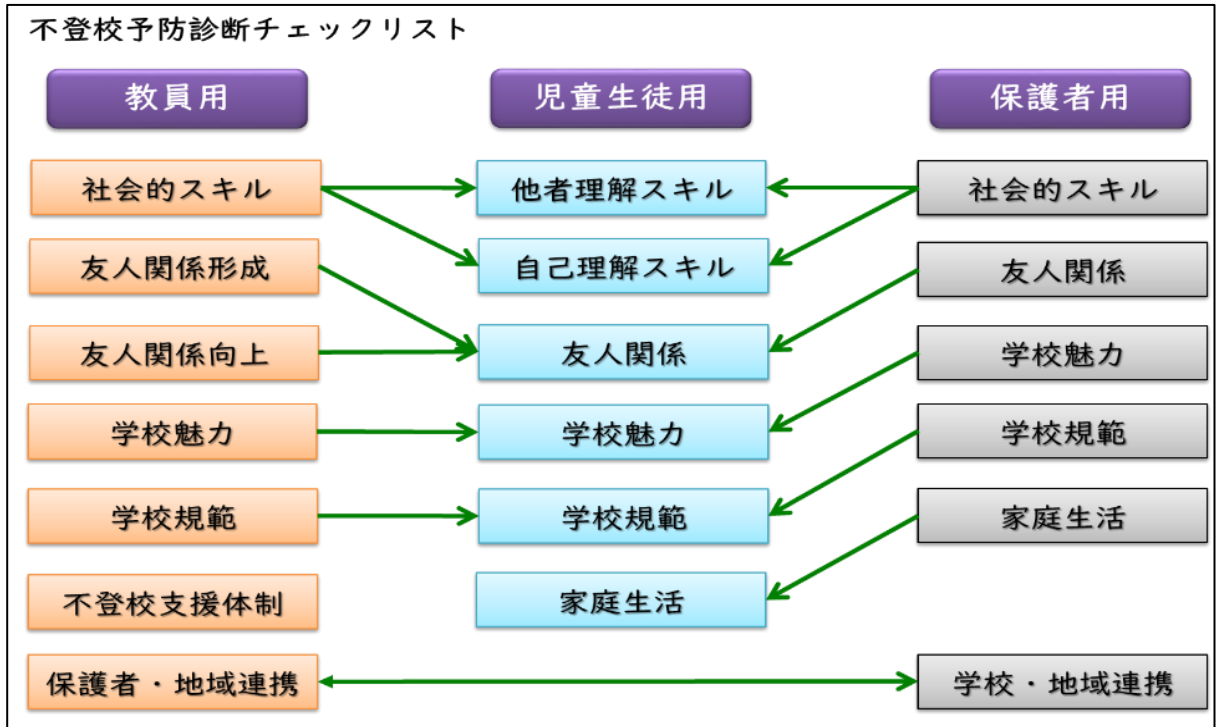 不登校予防診断チェックリスト
教員用
児童生徒用
保護者用
社会的スキル
他者理解スキル
社会的スキル
友人関係形成
自己理解スキル
友人関係
友人関係向上
友人関係
学校魅力
学校魅力
学校魅力
学校規範
学校規範
学校規範
家庭生活
不登校支援体制
家庭生活
保護者・地域連携
学校・地域連携